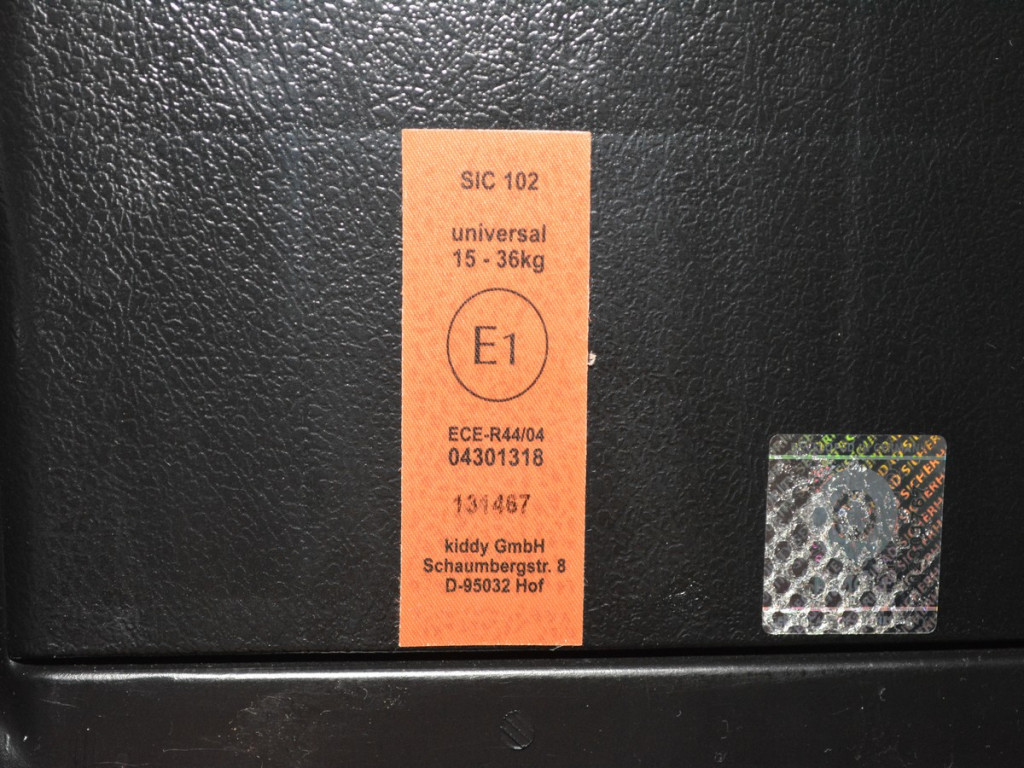 SIC 102
universal
15 - 36kg
E1
ECE-R44/04
04301318
131467
kiddy GmbH
Schaumbergstr. 8
D-95032 Hof